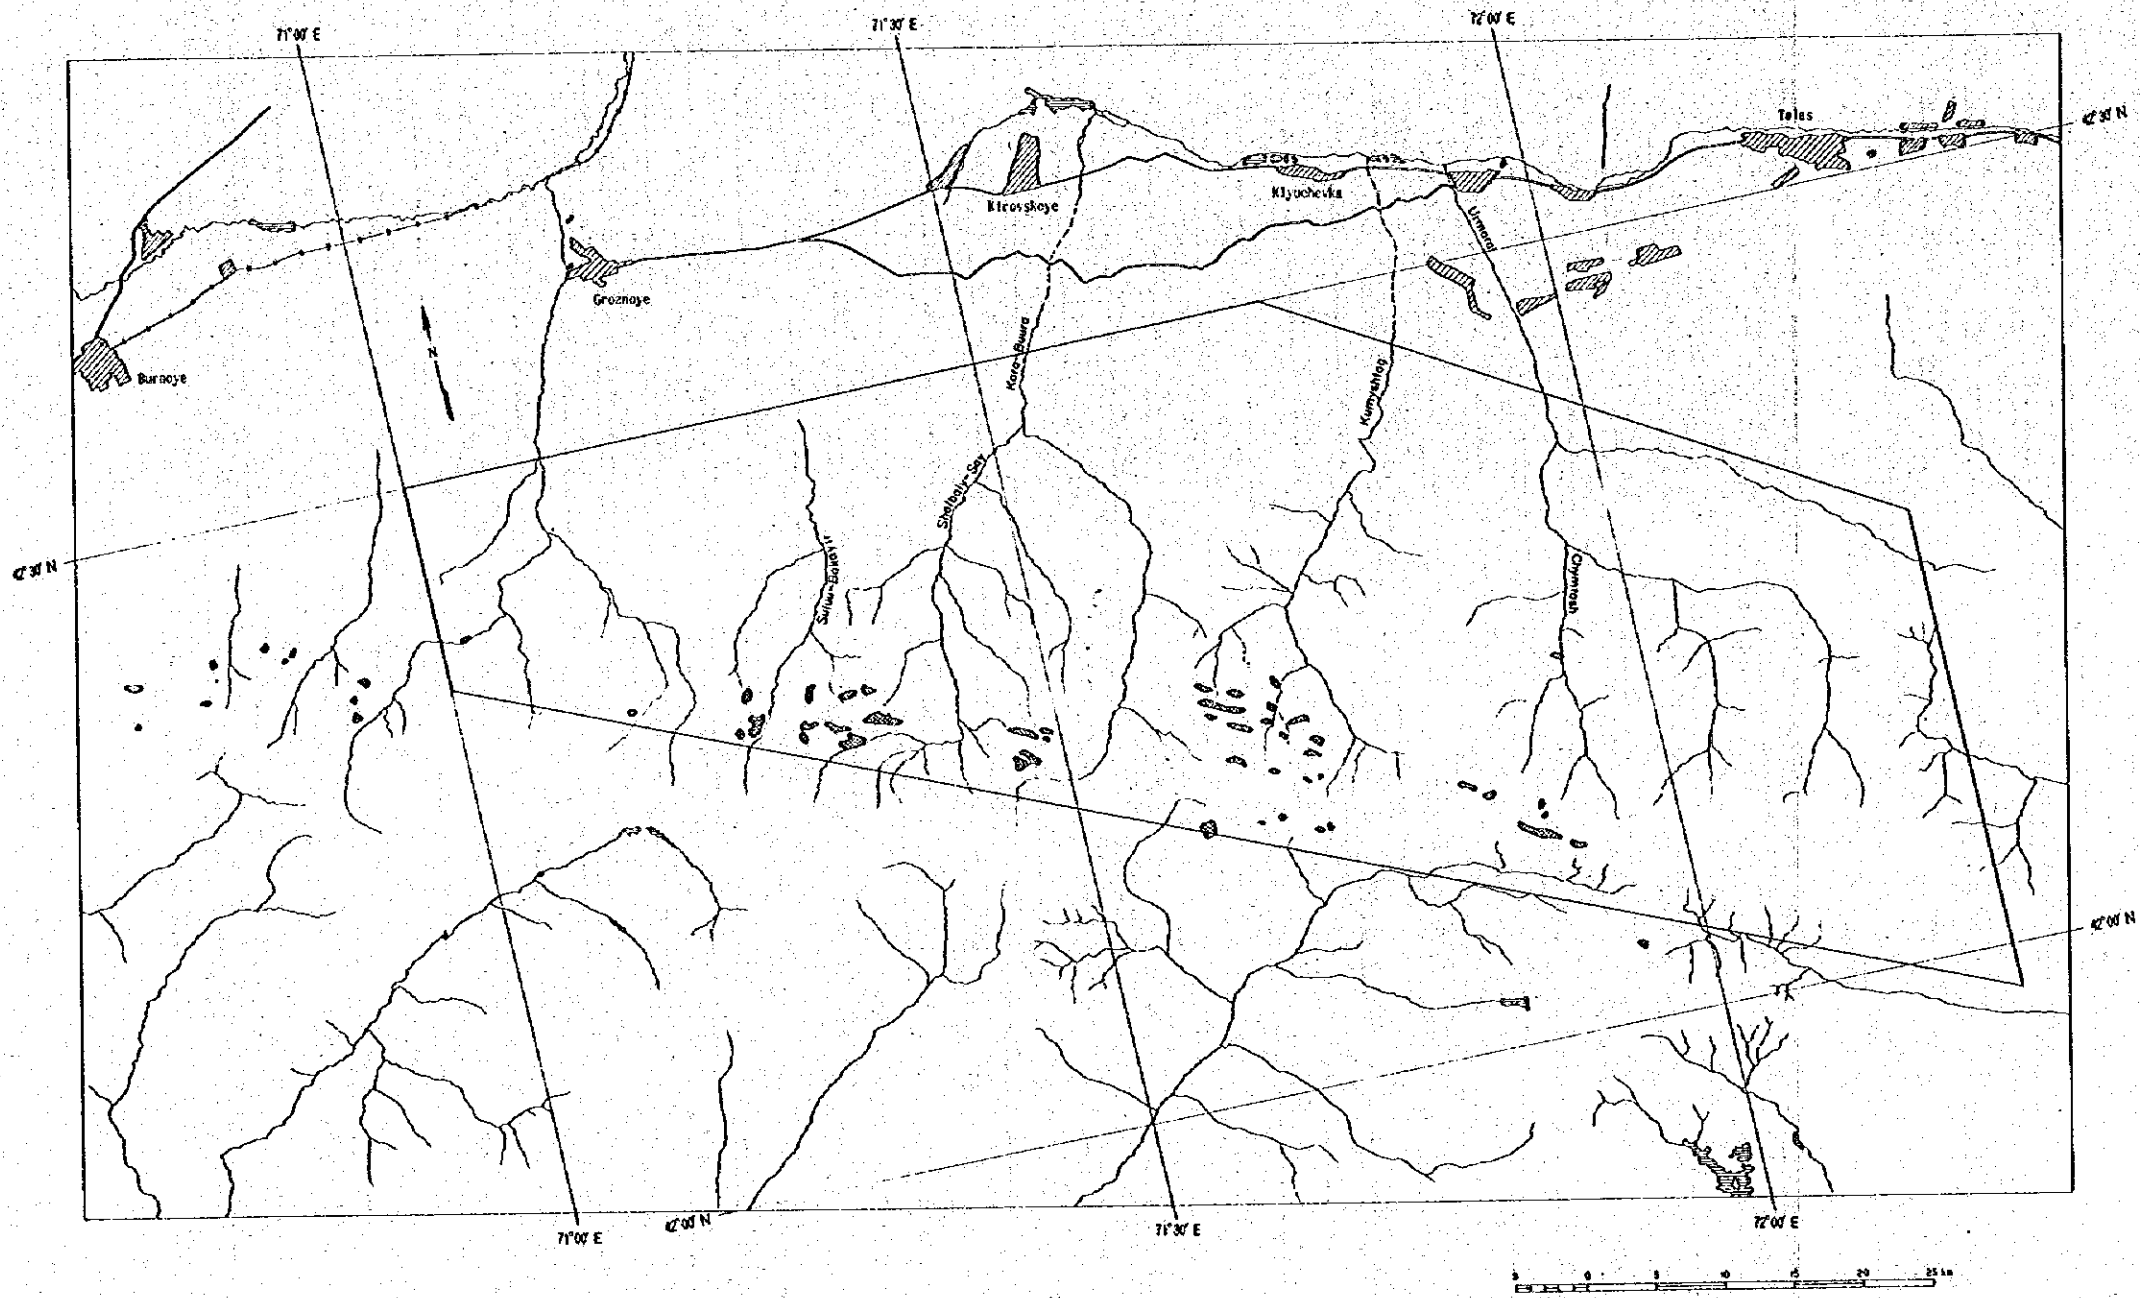 71°00' E
71°30' E
72°00' E
Talas
42°30' N
Kirovskoye
Klyuchevka
Urmaral
Groznoye
N
Burnoye
Kara-Buura
Kumyshtag
Shilbaly-Say
42°30' N
Sulu-Bakayir
Chymtash
42°00' N
42°00' N
71°00' E
71°30' E
72°00' E
5 0 5 10 15 20 25 km